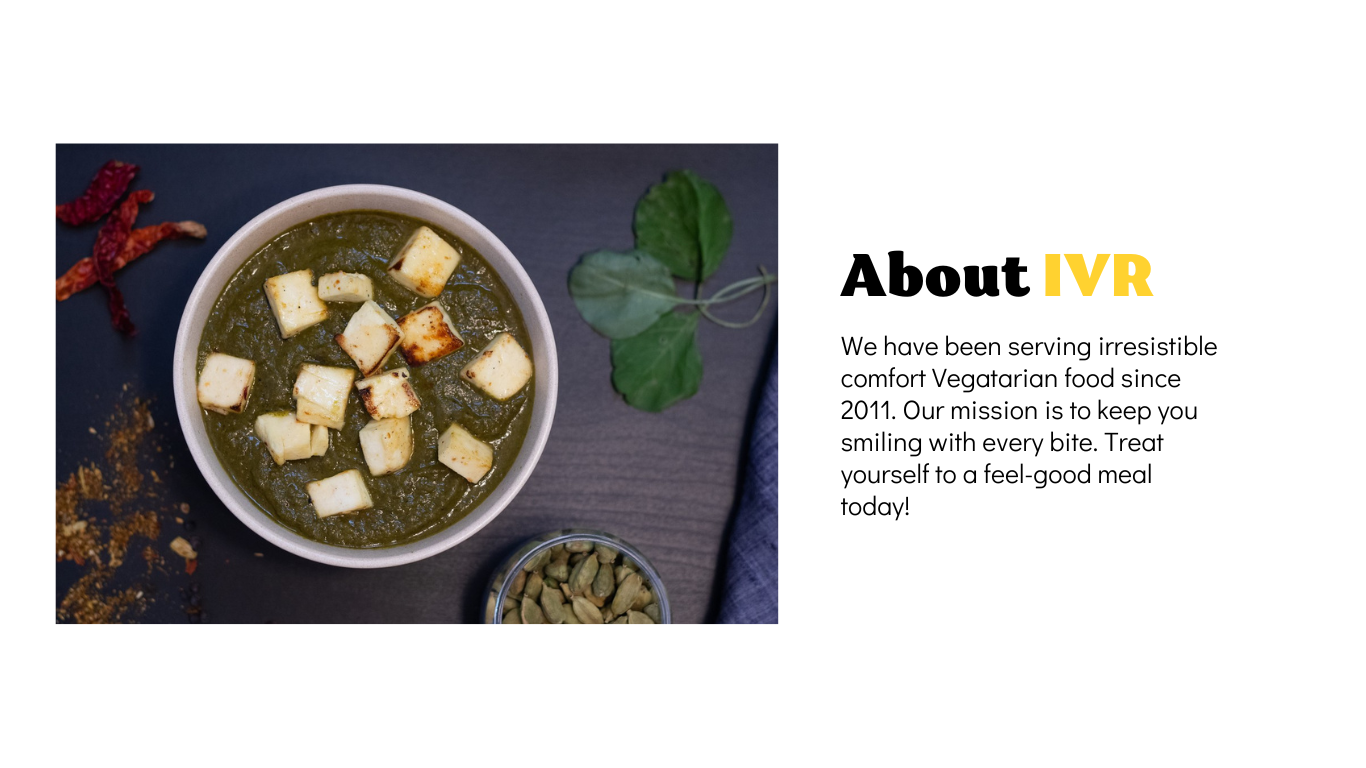 About IVR
We have been serving irresistible
comfort Vegatarian food since
2011. Our mission is to keep you
smiling with every bite. Treat
yourself to a feel-good meal
today!